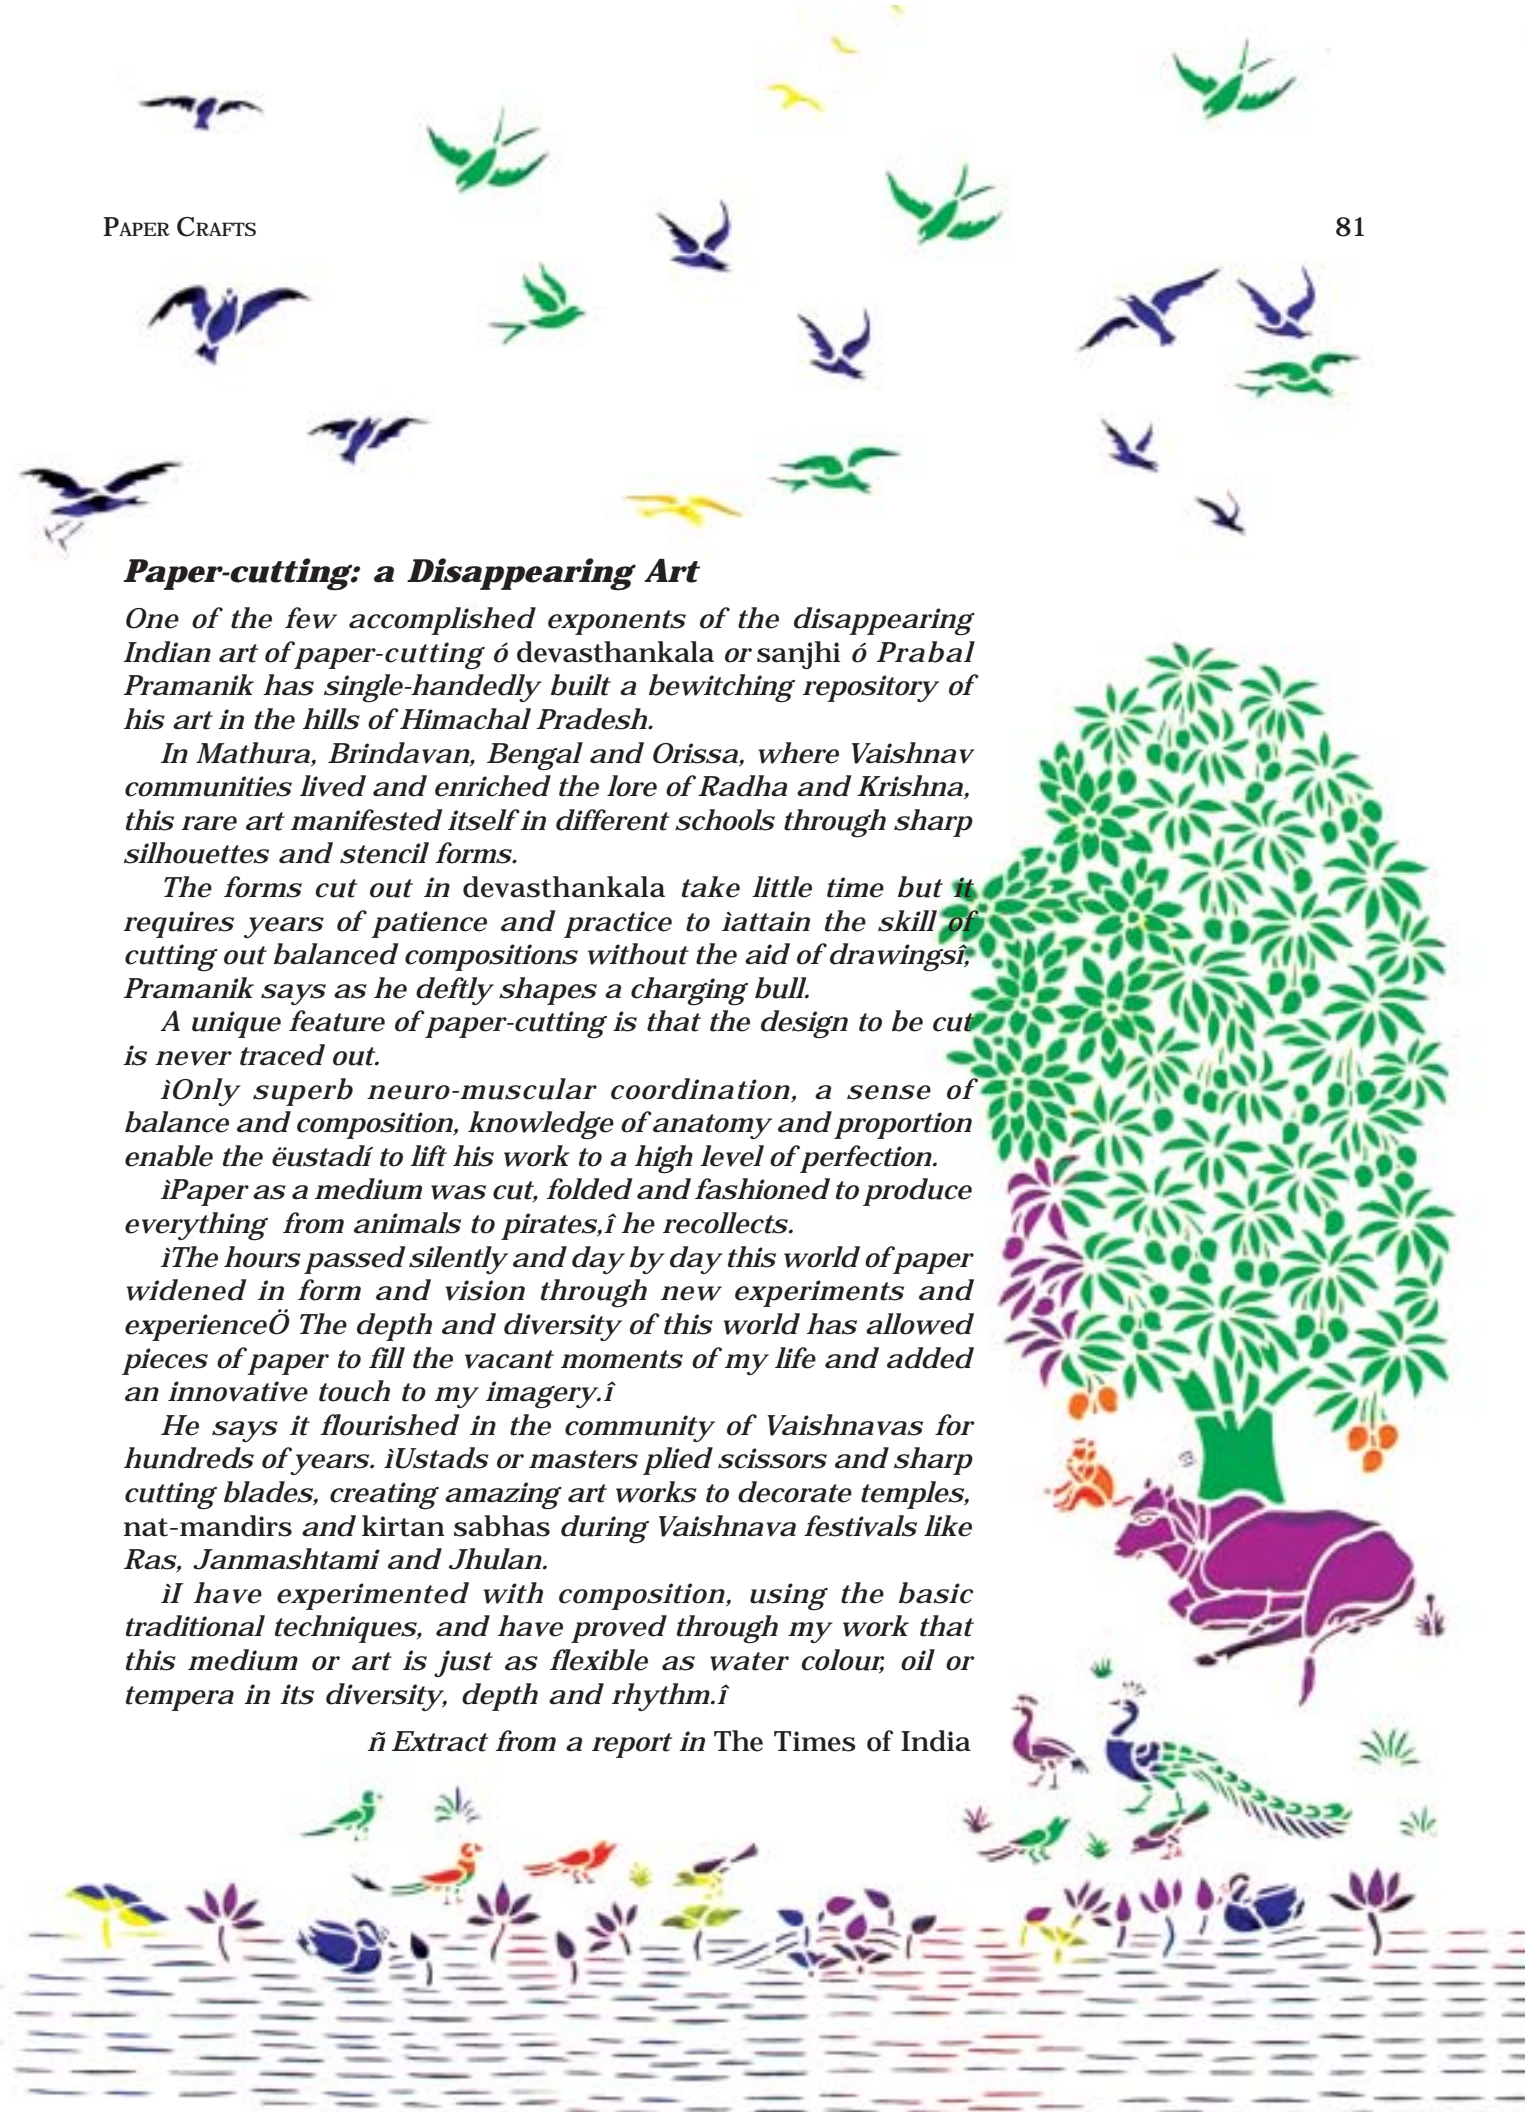 PAPER CRAFTS
81
Paper-cutting: a Disappearing Art
One of the few accomplished exponents of the disappearing
Indian art of paper-cutting ó devasthankala or sanjhi ó Prabal
Pramanik has single-handedly built a bewitching repository of
his art in the hills of Himachal Pradesh.
In Mathura, Brindavan, Bengal and Orissa, where Vaishnav
communities lived and enriched the lore of Radha and Krishna,
this rare art manifested itself in different schools through sharp
silhouettes and stencil forms.
The forms cut out in devasthankala take little time but it
requires years of patience and practice to ìattain the skill of
cutting out balanced compositions without the aid of drawingsî,
Pramanik says as he deftly shapes a charging bull.
A unique feature of paper-cutting is that the design to be cut
is never traced out.
ìOnly superb neuro-muscular coordination, a sense of
balance and composition, knowledge of anatomy and proportion
enable the ëustadí to lift his work to a high level of perfection.
ìPaper as a medium was cut, folded and fashioned to produce
everything from animals to pirates,î he recollects.
ìThe hours passed silently and day by day this world of paper
widened in form and vision through new experiments and
experienceÖ The depth and diversity of this world has allowed
pieces of paper to fill the vacant moments of my life and added
an innovative touch to my imagery.î
He says it flourished in the community of Vaishnavas for
hundreds of years. ìUstads or masters plied scissors and sharp
cutting blades, creating amazing art works to decorate temples,
nat-mandirs and kirtan sabhas during Vaishnava festivals like
Ras, Janmashtami and Jhulan.
ìI have experimented with composition, using the basic
traditional techniques, and have proved through my work that
this medium or art is just as flexible as water colour, oil or
tempera in its diversity, depth and rhythm.î
ñ Extract from a report in The Times of India